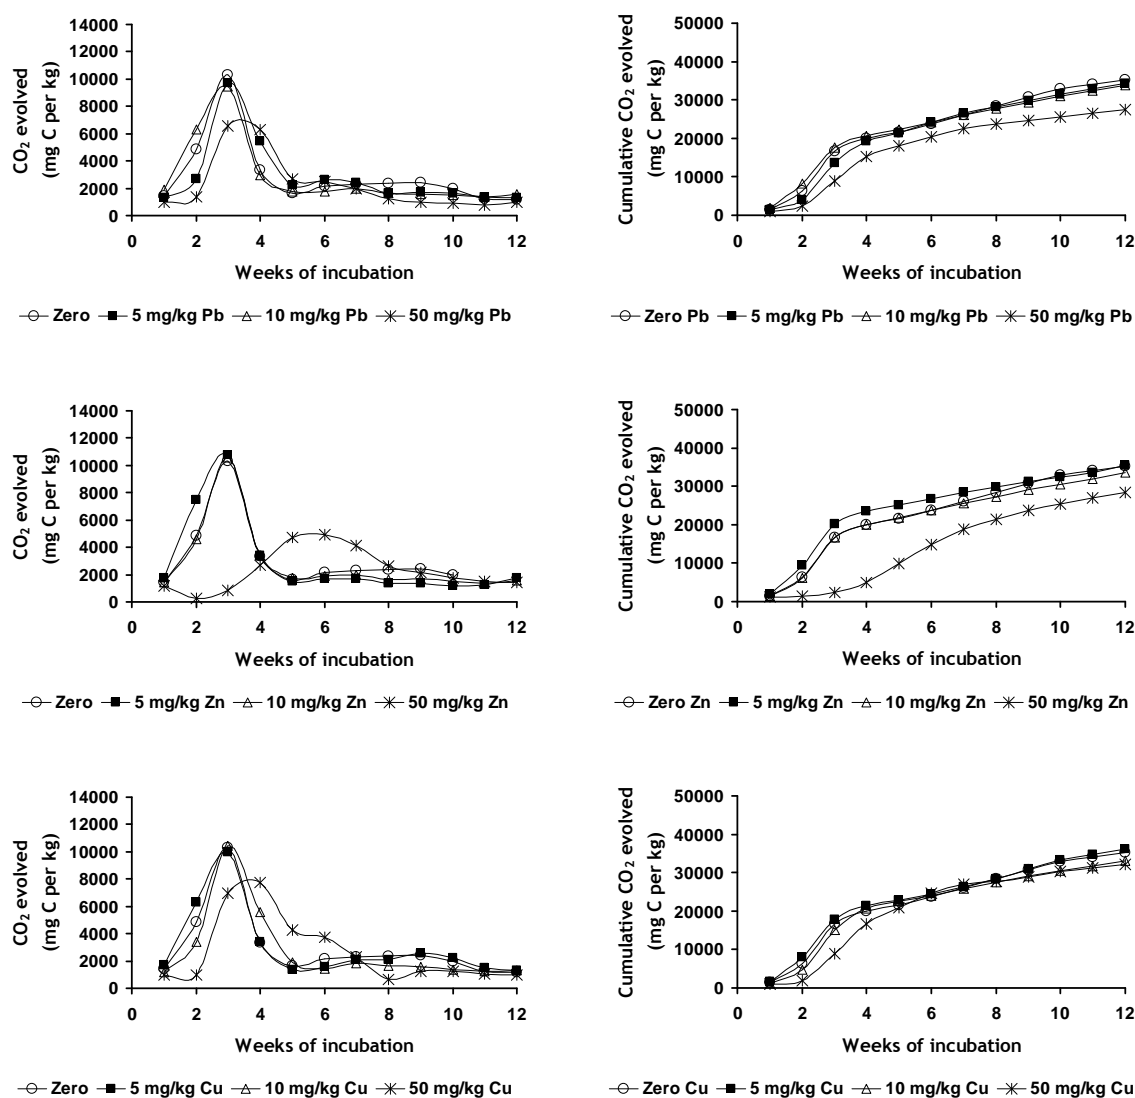 14000
12000
10000
8000
6000
4000
2000
0
CO2 evolved
(mg C per kg)
0 2 4 6 8 10 12
Weeks of incubation
Zero 5 mg/kg Pb 10 mg/kg Pb 50 mg/kg Pb
50000
40000
30000
20000
10000
0
Cumulative CO2 evolved
(mg C per kg)
0 2 4 6 8 10 12
Weeks of incubation
Zero Pb 5 mg/kg Pb 10 mg/kg Pb 50 mg/kg Pb
14000
12000
10000
8000
6000
4000
2000
0
CO2 evolved
(mg C per kg)
0 2 4 6 8 10 12
Weeks of incubation
Zero 5 mg/kg Zn 10 mg/kg Zn 50 mg/kg Zn
50000
40000
30000
20000
10000
0
Cumulative CO2 evolved
(mg C per kg)
0 2 4 6 8 10 12
Weeks of incubation
Zero Zn 5 mg/kg Zn 10 mg/kg Zn 50 mg/kg Zn
14000
12000
10000
8000
6000
4000
2000
0
CO2 evolved
(mg C per kg)
0 2 4 6 8 10 12
Weeks of incubation
Zero 5 mg/kg Cu 10 mg/kg Cu 50 mg/kg Cu
50000
40000
30000
20000
10000
0
Cumulative CO2 evolved
(mg C per kg)
0 2 4 6 8 10 12
Weeks of incubation
Zero Cu 5 mg/kg Cu 10 mg/kg Cu 50 mg/kg Cu